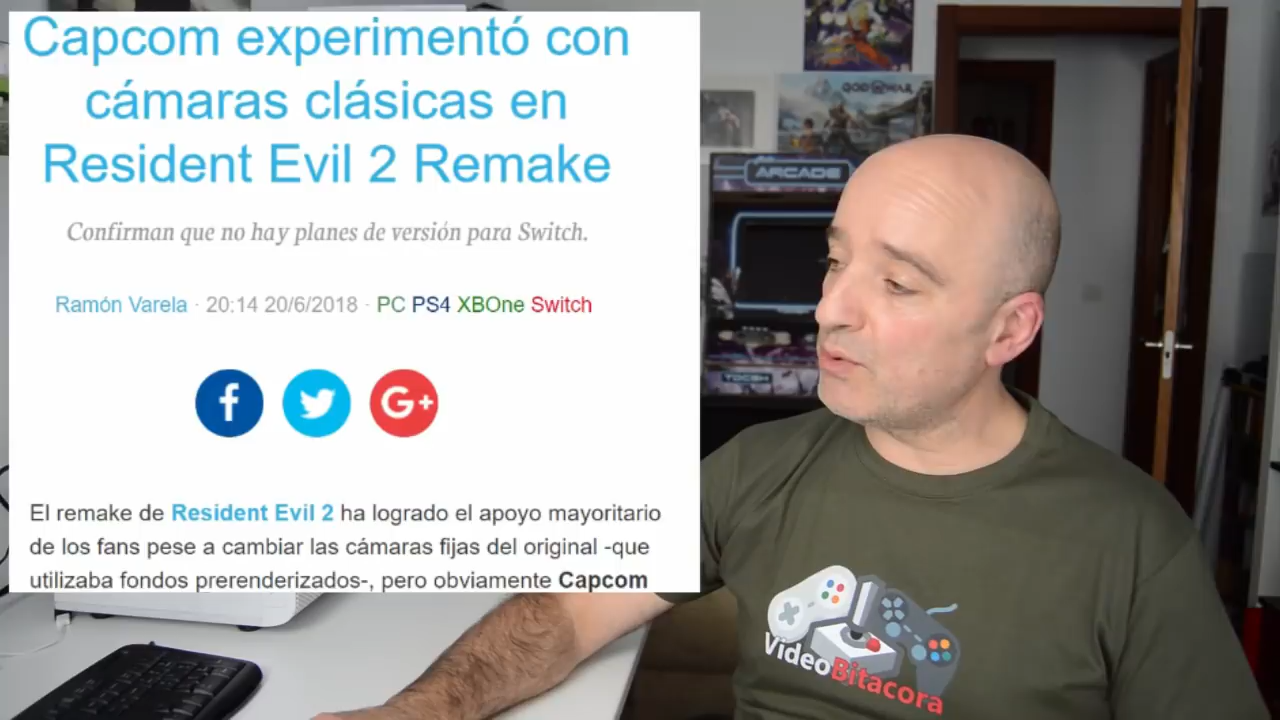 Capcom experimentó con
cámaras clásicas en
Resident Evil 2 Remake
Confirman que no hay planes de versión para Switch.
Ramón Varela · 20:14 20/6/2018 · PC PS4 XBOne Switch
f G+
El remake de Resident Evil 2 ha logrado el apoyo mayoritario
de los fans pese a cambiar las cámaras fijas del original -que
utilizaba fondos prerenderizados-, pero obviamente Capcom
GOD OF WAR
ARCADE
VideoBitacora